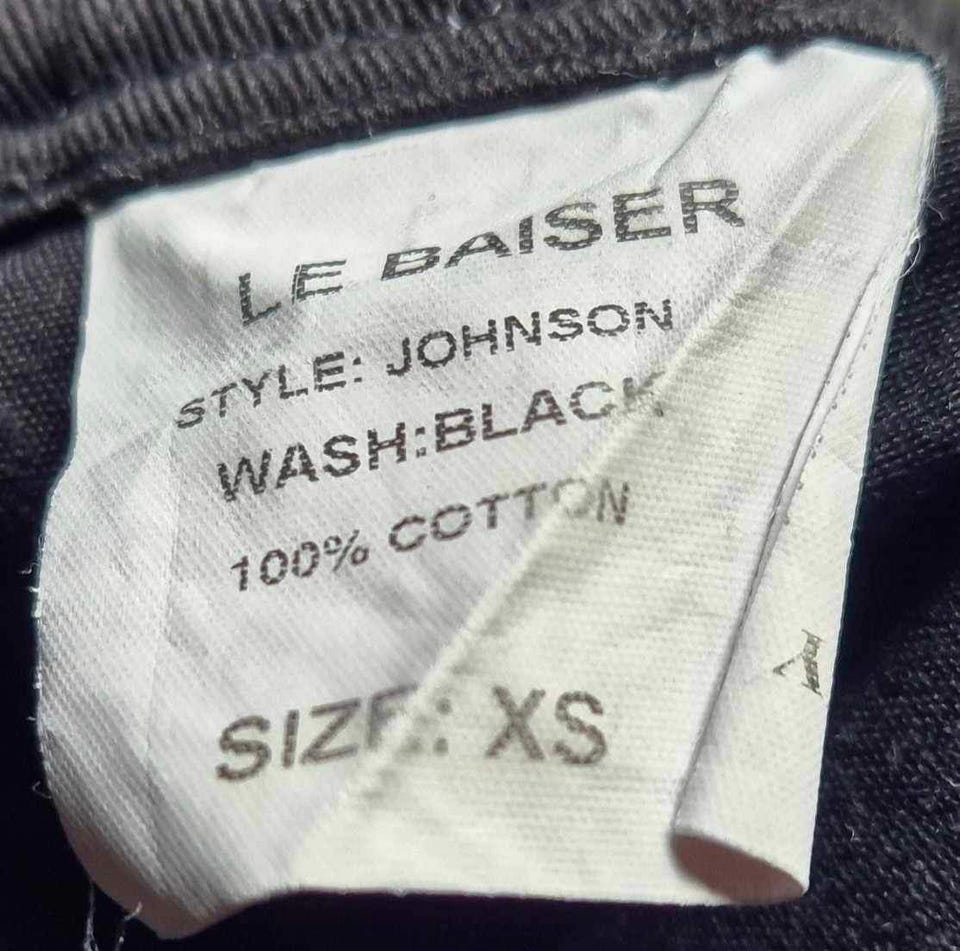 LE BAISER
STYLE: JOHNSON
WASH:BLACK
100% COTTON
SIZE: XS